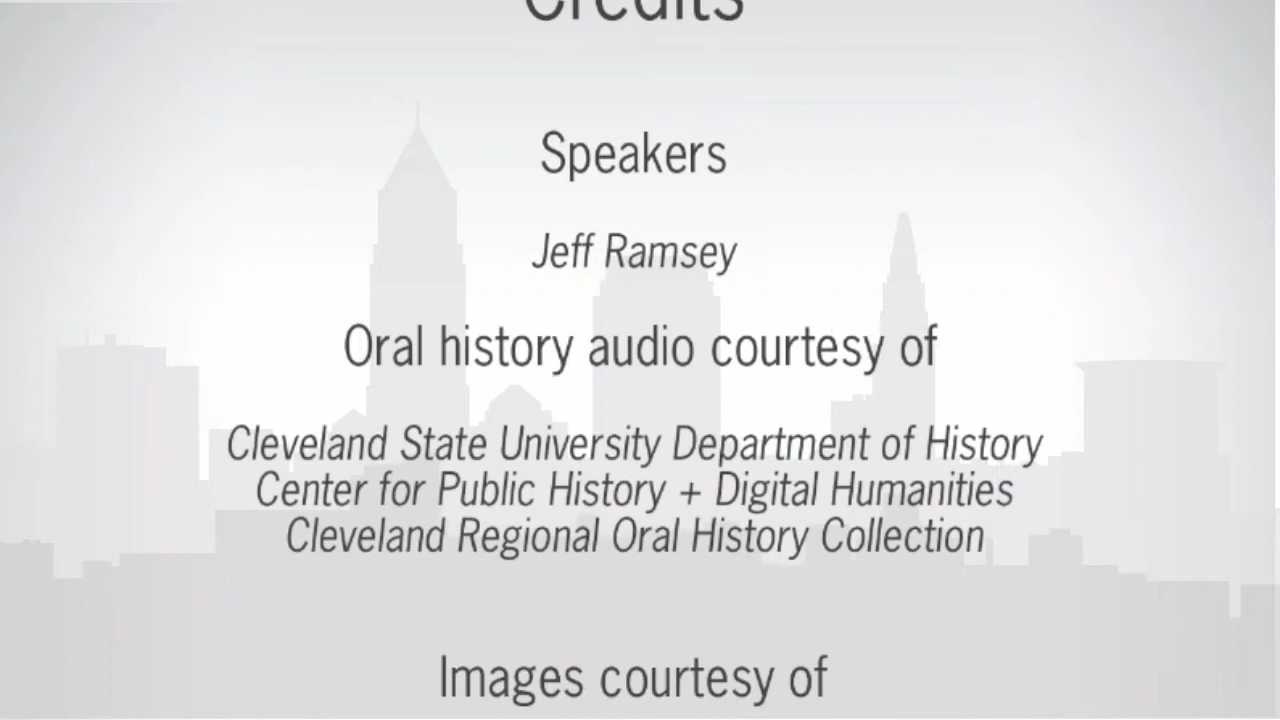 Credits
Speakers
Jeff Ramsey
Oral history audio courtesy of
Cleveland State University Department of History
Center for Public History + Digital Humanities
Cleveland Regional Oral History Collection
Images courtesy of